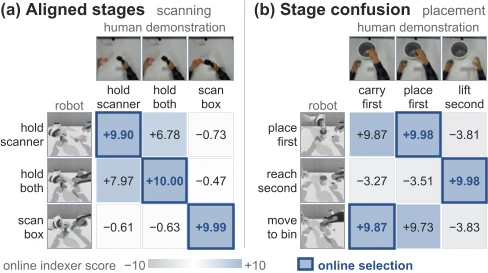 (a) Aligned stages scanning
human demonstration
robot
hold scanner
hold both
scan box
hold scanner +9.90 +6.78 −0.73
hold both +7.97 +10.00 −0.47
scan box −0.61 −0.63 +9.99
(b) Stage confusion placement
human demonstration
robot
carry first
place first
lift second
place first +9.87 +9.98 −3.81
reach second −3.27 −3.51 +9.98
move to bin +9.87 +9.73 −3.83
online indexer score −10 +10
online selection